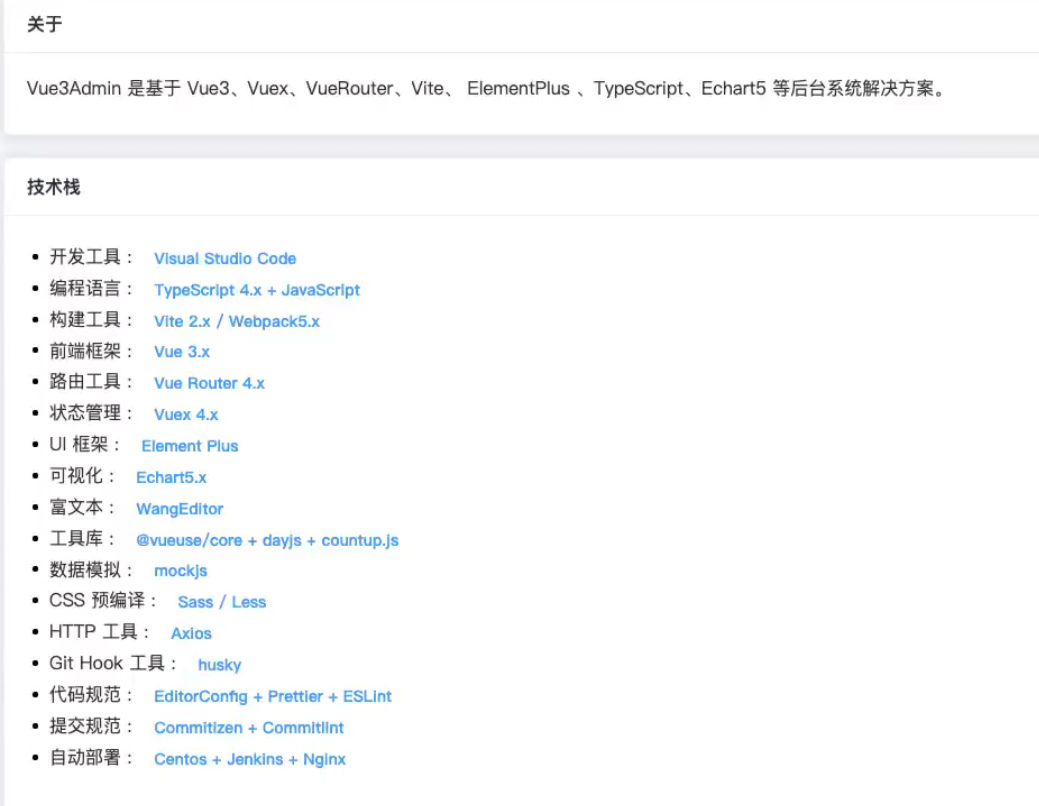 关于
Vue3Admin 是基于 Vue3、Vuex、VueRouter、Vite、 ElementPlus 、TypeScript、Echart5 等后台系统解决方案。
技术栈
• 开发工具： Visual Studio Code
• 编程语言： TypeScript 4.x + JavaScript
• 构建工具： Vite 2.x / Webpack5.x
• 前端框架： Vue 3.x
• 路由工具： Vue Router 4.x
• 状态管理： Vuex 4.x
• UI 框架： Element Plus
• 可视化： Echart5.x
• 富文本： WangEditor
• 工具库： @vueuse/core + dayjs + countup.js
• 数据模拟： mockjs
• CSS 预编译： Sass / Less
• HTTP 工具： Axios
• Git Hook 工具： husky
• 代码规范： EditorConfig + Prettier + ESLint
• 提交规范： Commitizen + Commitlint
• 自动部署： Centos + Jenkins + Nginx